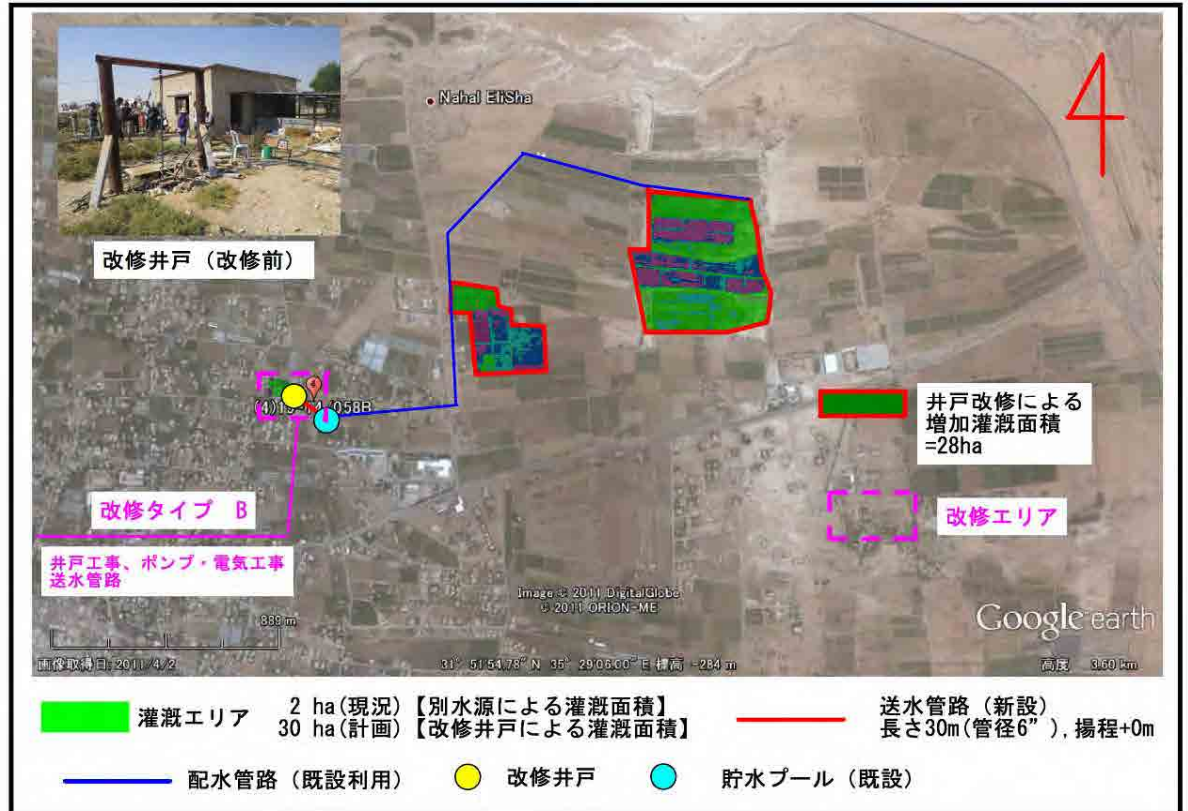 Nahal EliSha
4
改修井戸（改修前）
4
井戸改修による
増加灌漑面積
=28ha
改修タイプ B
改修エリア
井戸工事、ポンプ・電気工事
送水管路
Image © 2011 DigitalGlobe
© 2011 ORION-ME
Google earth
889 m
画像取得日: 2011/4/2
31° 51'54.78" N 35° 29'06.00" E 標高 -284 m
高度 3.60 km
灌漑エリア
2 ha(現況)【別水源による灌漑面積】
30 ha(計画)【改修井戸による灌漑面積】
送水管路（新設）
長さ30m(管径6"),揚程+0m
配水管路（既設利用）
改修井戸
貯水プール（既設）